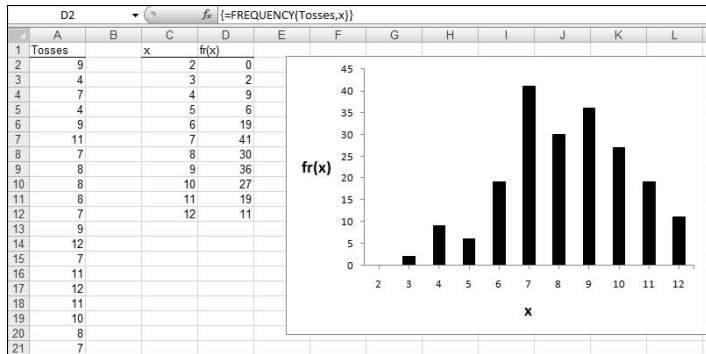 D2 fx {=FREQUENCY(Tosses,x)}
A B C D E F G H I J K L
1 Tosses x fr(x)
2 9 2 0
3 4 3 2
4 7 4 9
5 4 5 6
6 9 6 19
7 11 7 41
8 7 8 30
9 8 9 36
10 8 10 27
11 8 11 19
12 7 12 11
13 9
14 12
15 7
16 11
17 12
18 11
19 10
20 8
21 7
45
40
35
30
25
20
15
10
5
0
fr(x)
2 3 4 5 6 7 8 9 10 11 12
x